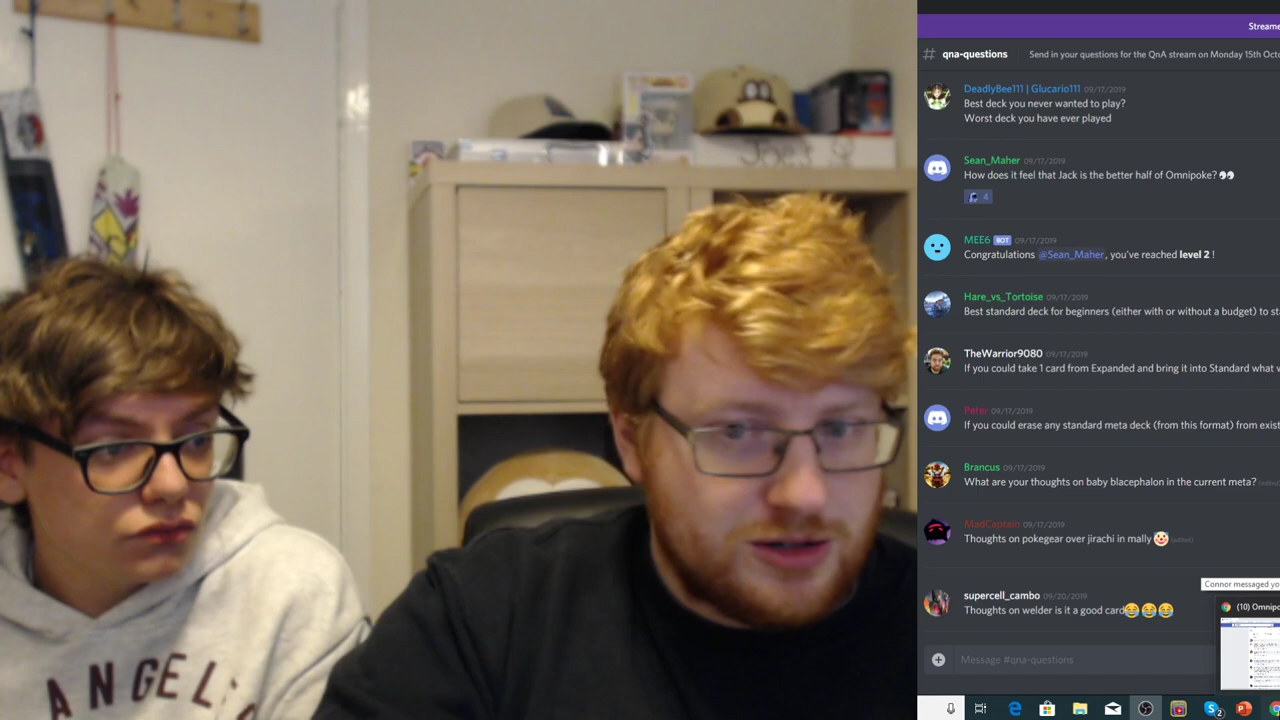 Streame
# qna-questions Send in your questions for the QnA stream on Monday 15th Octo
DeadlyBee111 | Glucario111 09/17/2019
Best deck you never wanted to play?
Worst deck you have ever played
Sean_Maher 09/17/2019
How does it feel that Jack is the better half of Omnipoke? 👀
4
MEE6 BOT 09/17/2019
Congratulations @Sean_Maher, you've reached level 2 !
Hare_vs_Tortoise 09/17/2019
Best standard deck for beginners (either with or without a budget) to sta
TheWarrior9080 09/17/2019
If you could take 1 card from Expanded and bring it into Standard what w
Peter 09/17/2019
If you could erase any standard meta deck (from this format) from exist
Brancus 09/17/2019
What are your thoughts on baby blacephalon in the current meta? (edited)
MadCaptain 09/17/2019
Thoughts on pokegear over jirachi in mally 🤡 (edited)
Connor messaged yo
supercell_cambo 09/20/2019
Thoughts on welder is it a good card😂😂😂
(10) Omnipo
Message #qna-questions
2
ANGEL